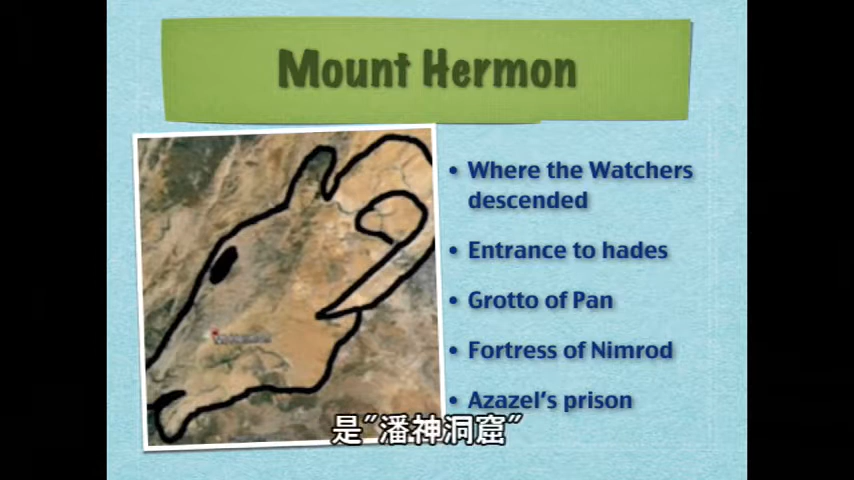 Mount Hermon
• Where the Watchers
descended
• Entrance to hades
• Grotto of Pan
• Fortress of Nimrod
• Azazel's prison
是"潘神洞窟"